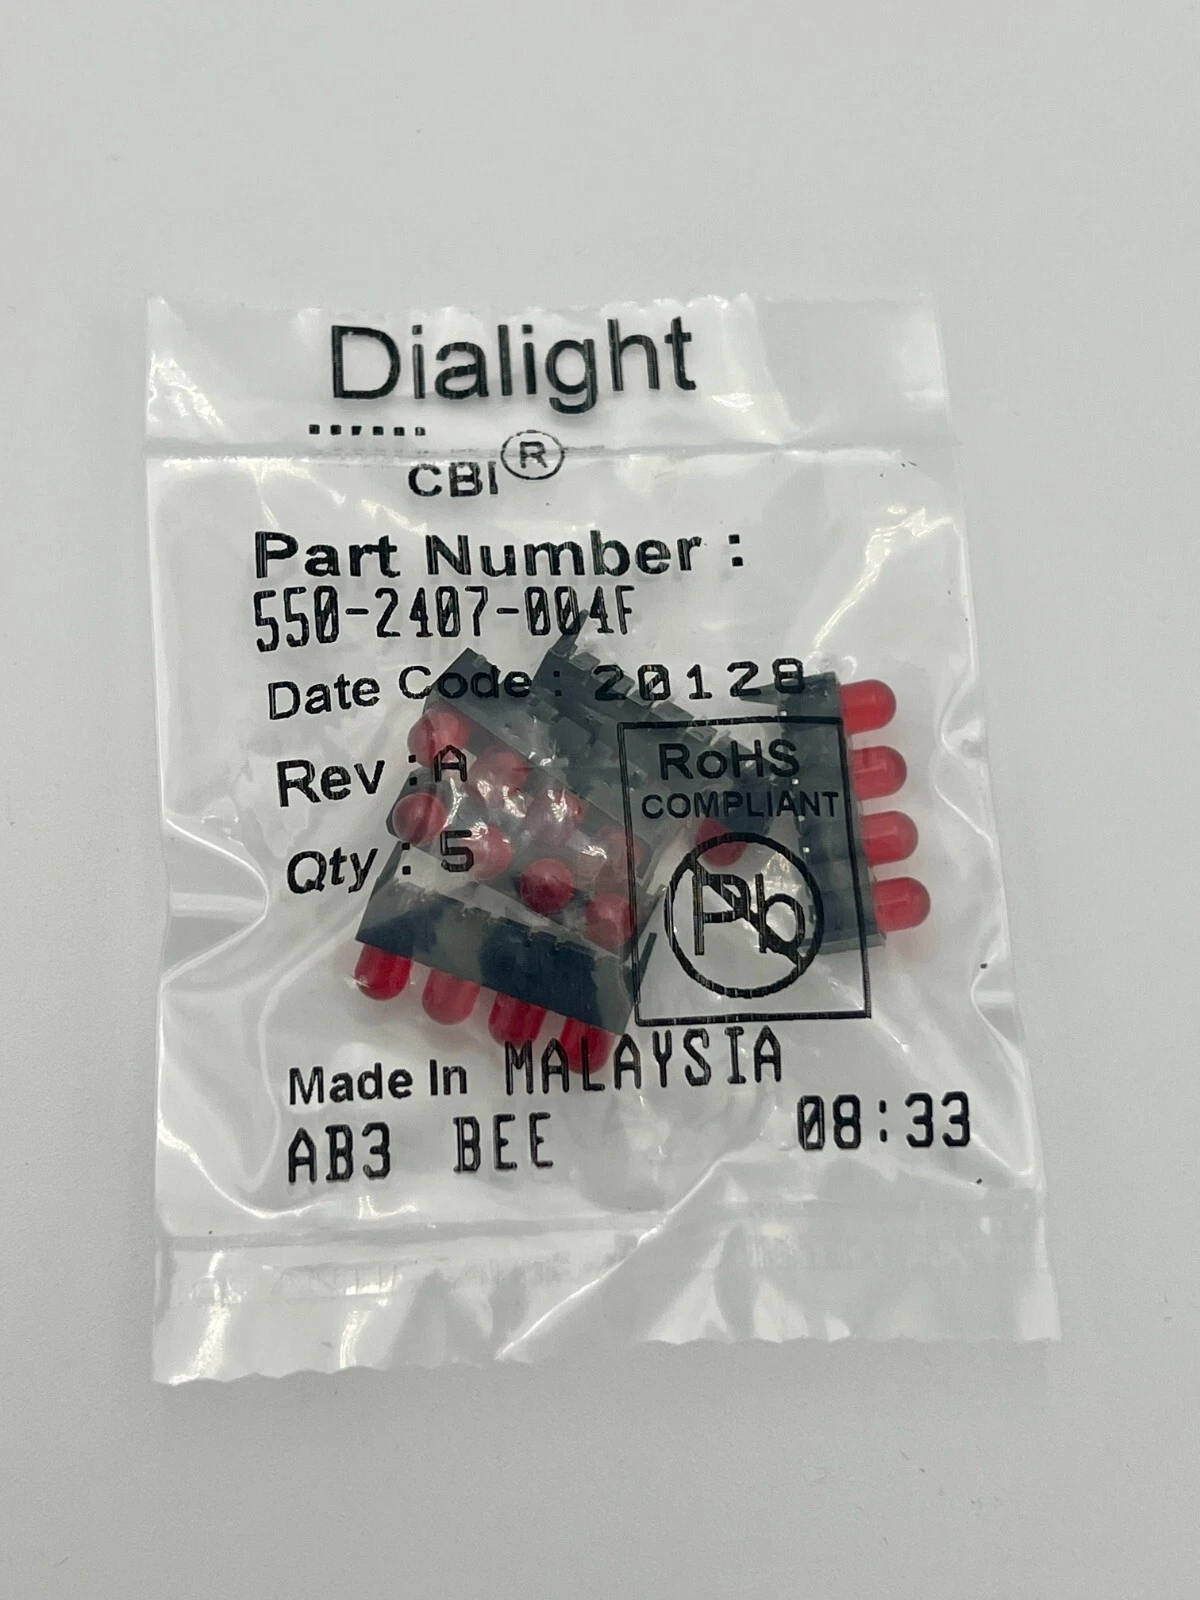 Dialight
CBI®
Part Number :
550-2407-004F
Date Code : 20128
Rev : A
Qty : 5
RoHS
COMPLIANT
Pb
Made In MALAYSIA
AB3 BEE 08:33